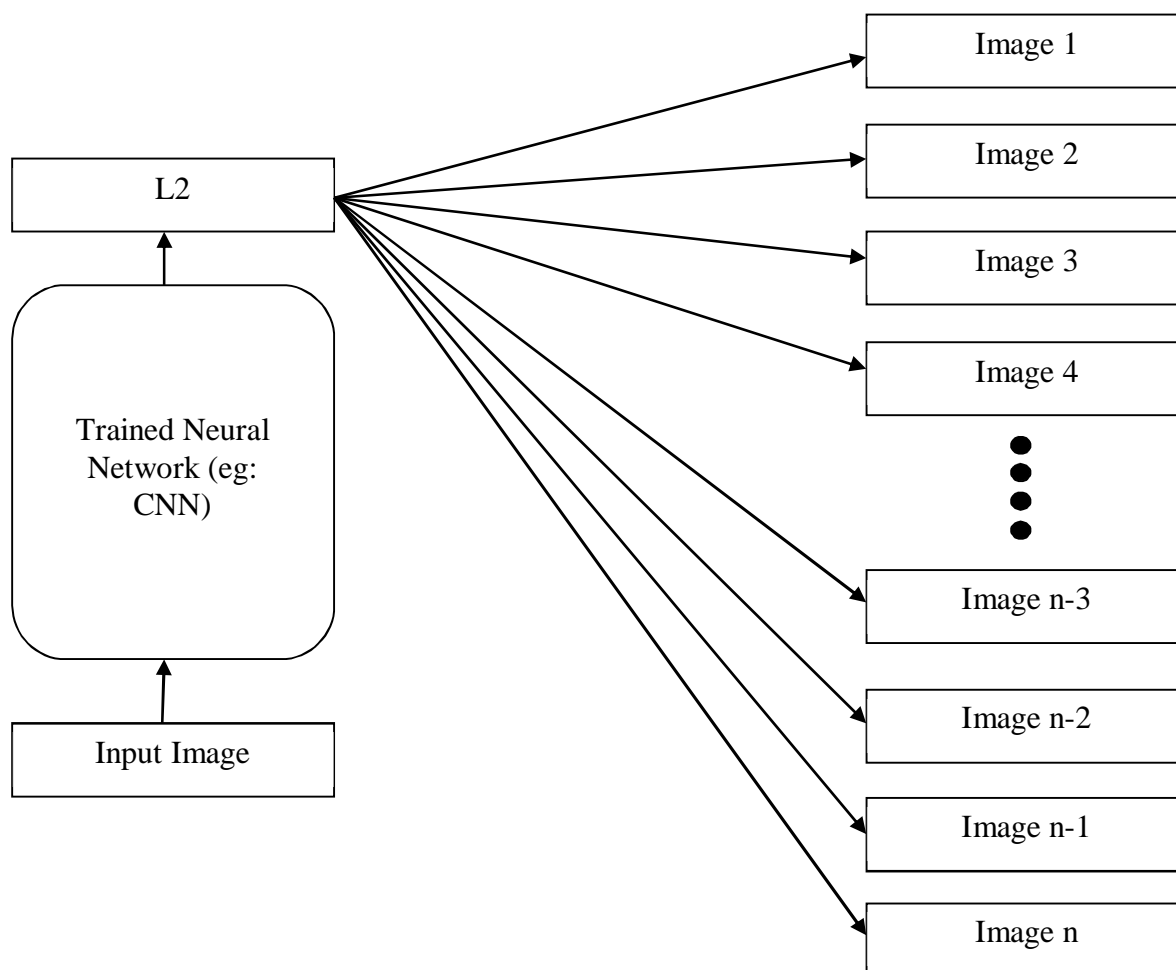 Image 1
Image 2
L2
Image 3
Image 4
Trained Neural
Network (eg:
CNN)
Image n-3
Image n-2
Input Image
Image n-1
Image n